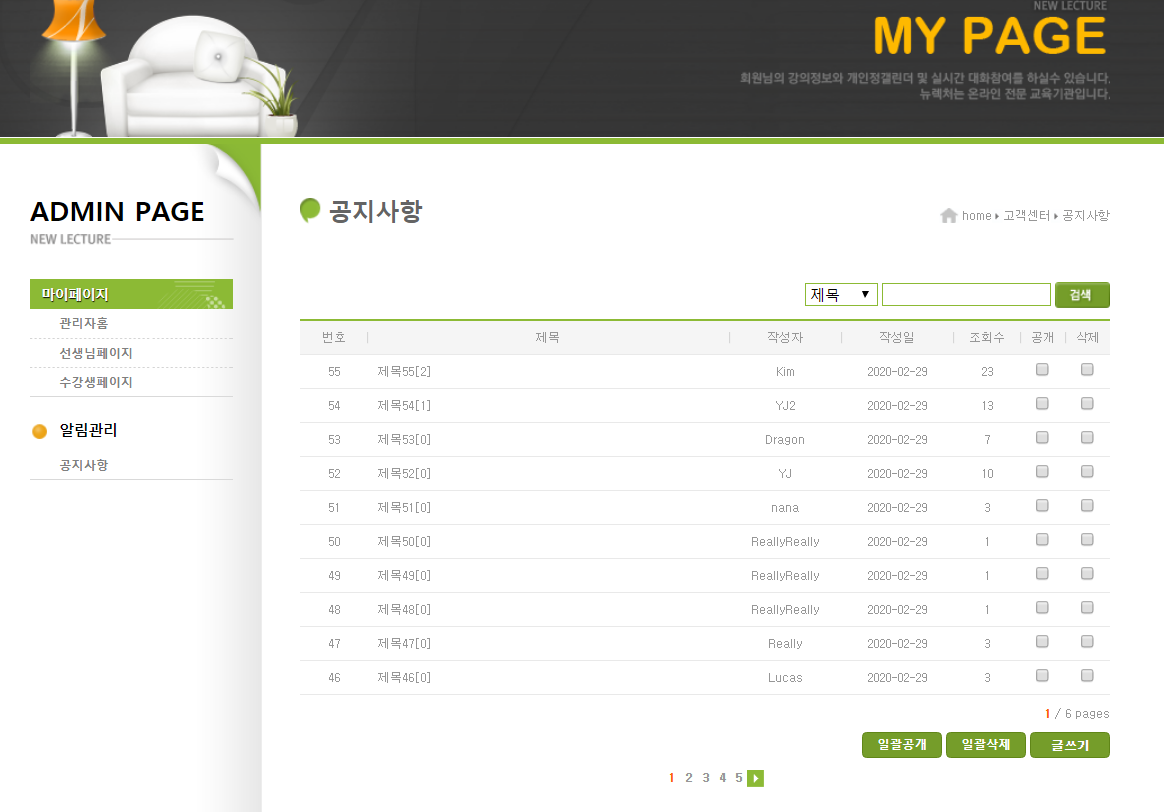 NEW LECTURE
MY PAGE
회원님의 강의정보와 개인정캘린더 및 실시간 대화참여를 하실수 있습니다.
뉴렉처는 온라인 전문 교육기관입니다.
ADMIN PAGE
NEW LECTURE
마이페이지
관리자홈
선생님페이지
수강생페이지
알림관리
공지사항
공지사항
home 고객센터 공지사항
제목 검색
번호 제목 작성자 작성일 조회수 공개 삭제
55 제목55[2] Kim 2020-02-29 23
54 제목54[1] YJ2 2020-02-29 13
53 제목53[0] Dragon 2020-02-29 7
52 제목52[0] YJ 2020-02-29 10
51 제목51[0] nana 2020-02-29 3
50 제목50[0] ReallyReally 2020-02-29 1
49 제목49[0] ReallyReally 2020-02-29 1
48 제목48[0] ReallyReally 2020-02-29 1
47 제목47[0] Really 2020-02-29 3
46 제목46[0] Lucas 2020-02-29 3
1 / 6 pages
일괄공개 일괄삭제 글쓰기
1 2 3 4 5